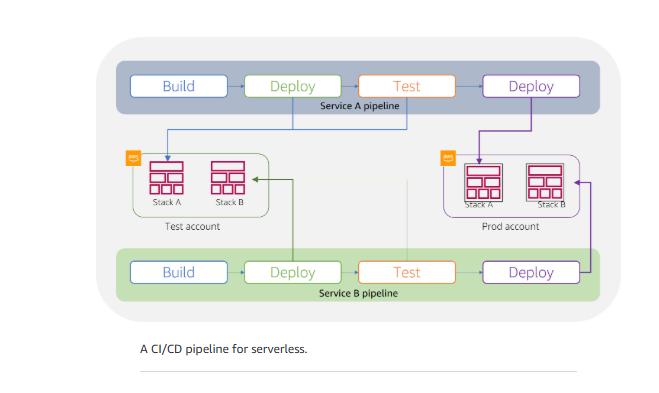 Build
Deploy
Test
Deploy
Service A pipeline
Stack A
Stack B
Test account
Stack A
Stack B
Prod account
Build
Deploy
Test
Deploy
Service B pipeline
A CI/CD pipeline for serverless.